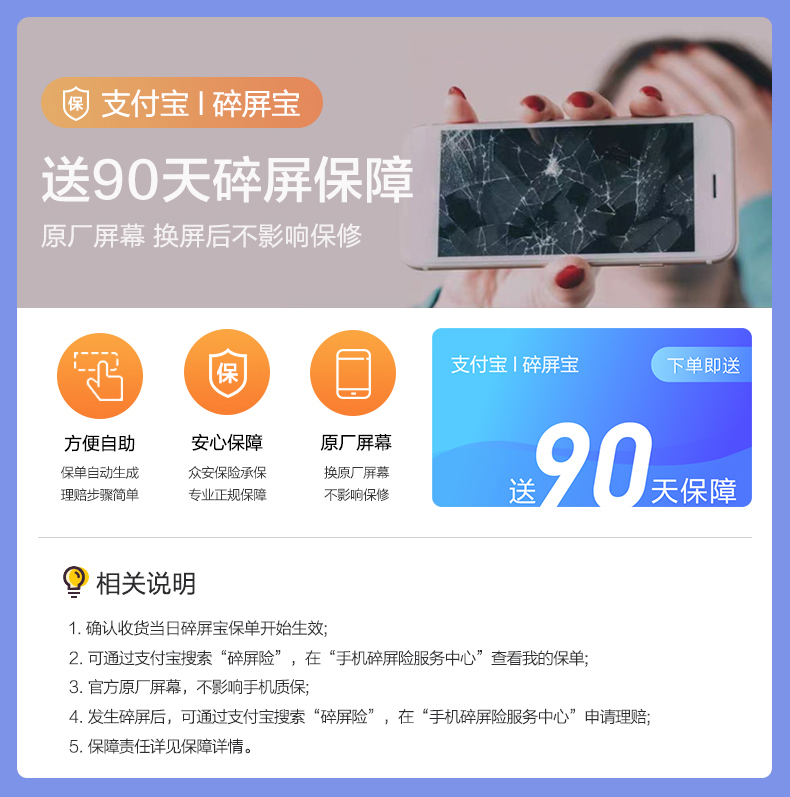 保 支付宝 | 碎屏宝
送90天碎屏保障
原厂屏幕 换屏后不影响保修
保
方便自助
保单自动生成
理赔步骤简单
安心保障
众安保险承保
专业正规保障
原厂屏幕
换原厂屏幕
不影响保修
支付宝 | 碎屏宝
下单即送
送90天保障
相关说明
1. 确认收货当日碎屏宝保单开始生效;
2. 可通过支付宝搜索“碎屏险”，在“手机碎屏险服务中心”查看我的保单;
3. 官方原厂屏幕，不影响手机质保;
4. 发生碎屏后，可通过支付宝搜索“碎屏险”，在“手机碎屏险服务中心”申请理赔;
5. 保障责任详见保障详情。